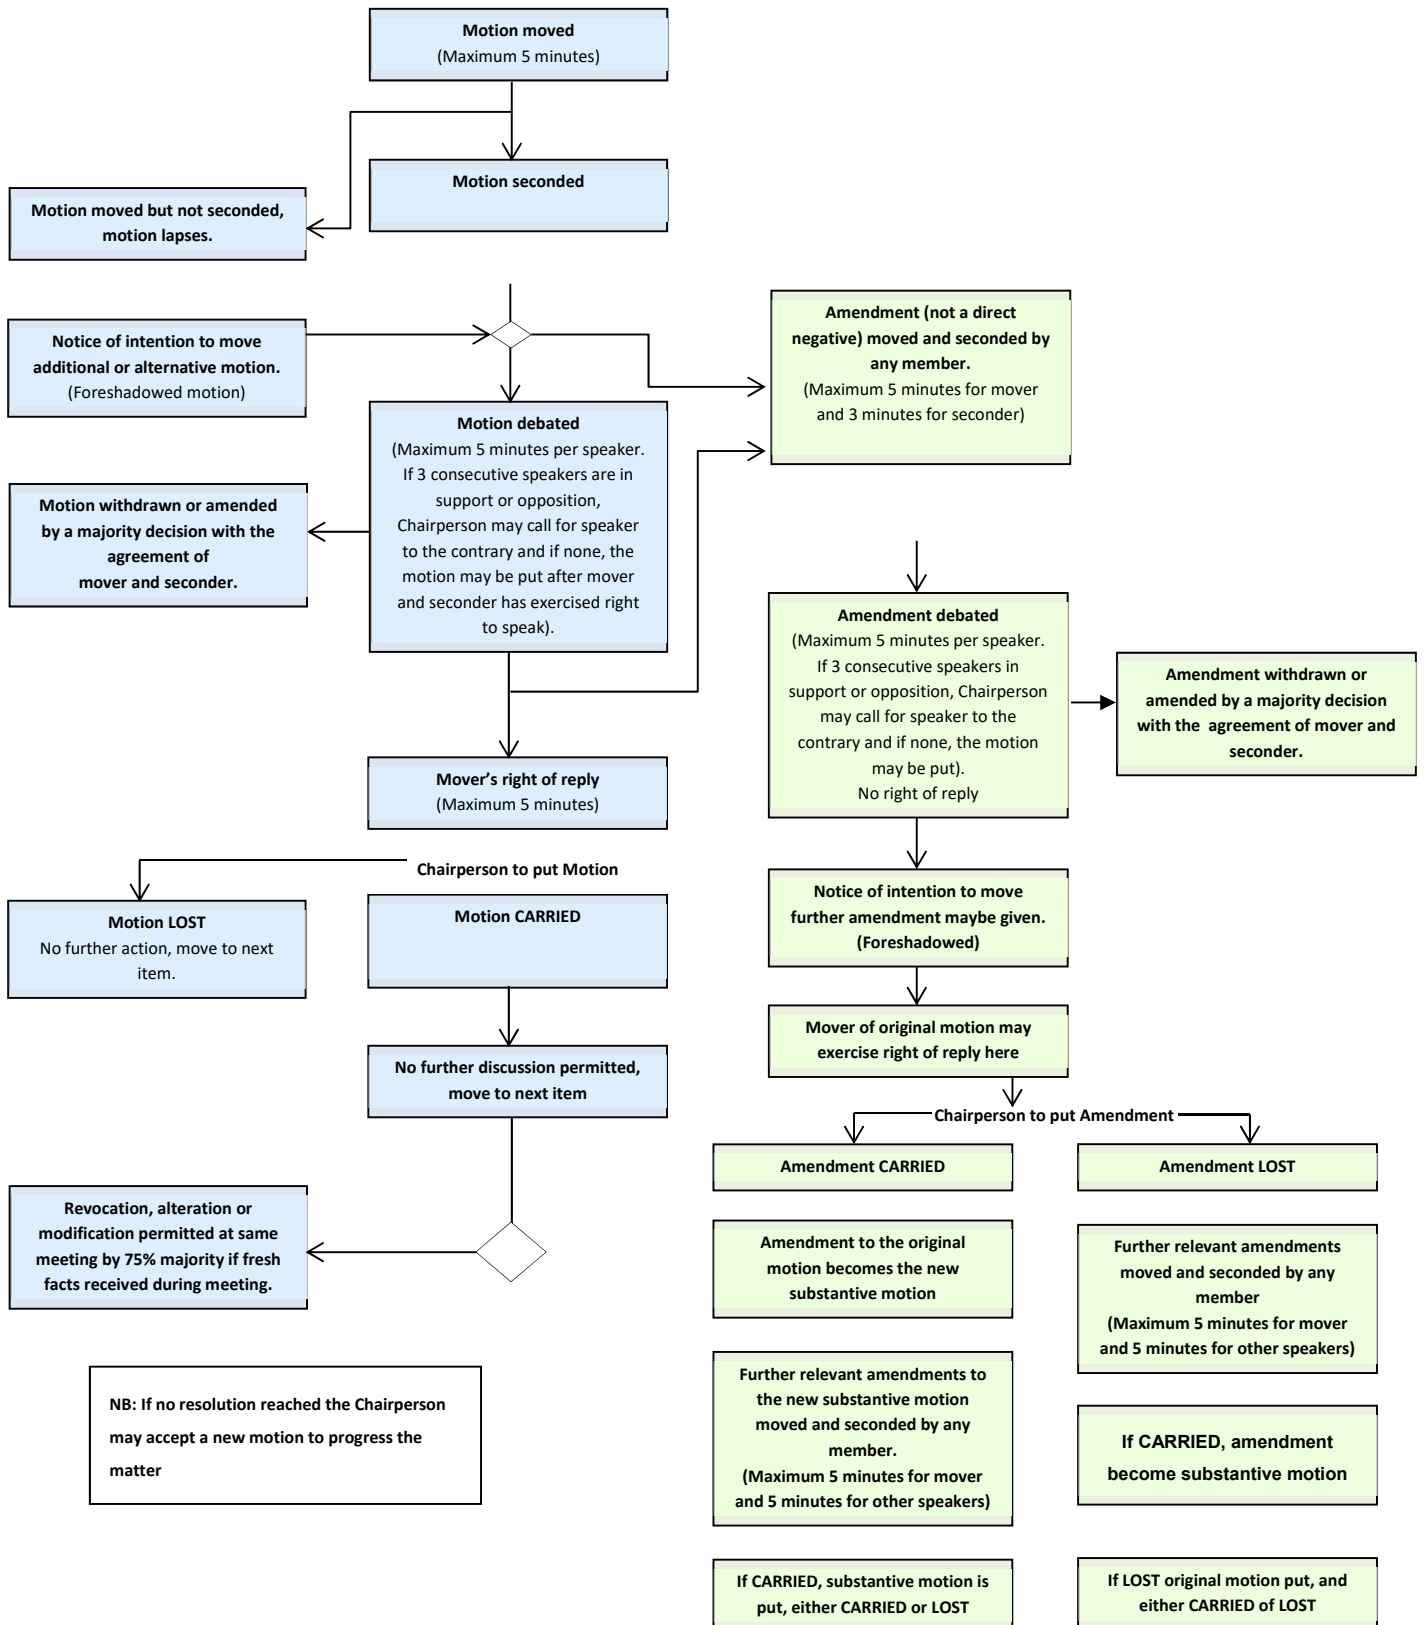 Motion moved
(Maximum 5 minutes)
Motion seconded
Motion moved but not seconded,
motion lapses.
Notice of intention to move
additional or alternative motion.
(Foreshadowed motion)
Amendment (not a direct
negative) moved and seconded by
any member.
(Maximum 5 minutes for mover
and 3 minutes for seconder)
Motion debated
(Maximum 5 minutes per speaker.
If 3 consecutive speakers are in
support or opposition,
Chairperson may call for speaker
to the contrary and if none, the
motion may be put after mover
and seconder has exercised right
to speak).
Motion withdrawn or amended
by a majority decision with the
agreement of
mover and seconder.
Amendment debated
(Maximum 5 minutes per speaker.
If 3 consecutive speakers in
support or opposition, Chairperson
may call for speaker to the
contrary and if none, the motion
may be put).
No right of reply
Amendment withdrawn or
amended by a majority decision
with the agreement of mover and
seconder.
Mover’s right of reply
(Maximum 5 minutes)
Chairperson to put Motion
Motion LOST
No further action, move to next
item.
Motion CARRIED
Notice of intention to move
further amendment maybe given.
(Foreshadowed)
Mover of original motion may
exercise right of reply here
No further discussion permitted,
move to next item
Chairperson to put Amendment
Amendment CARRIED
Amendment LOST
Revocation, alteration or
modification permitted at same
meeting by 75% majority if fresh
facts received during meeting.
Amendment to the original
motion becomes the new
substantive motion
Further relevant amendments
moved and seconded by any
member
(Maximum 5 minutes for mover
and 5 minutes for other speakers)
NB: If no resolution reached the Chairperson
may accept a new motion to progress the
matter
Further relevant amendments to
the new substantive motion
moved and seconded by any
member.
(Maximum 5 minutes for mover
and 5 minutes for other speakers)
If CARRIED, amendment
become substantive motion
If CARRIED, substantive motion is
put, either CARRIED or LOST
If LOST original motion put, and
either CARRIED of LOST